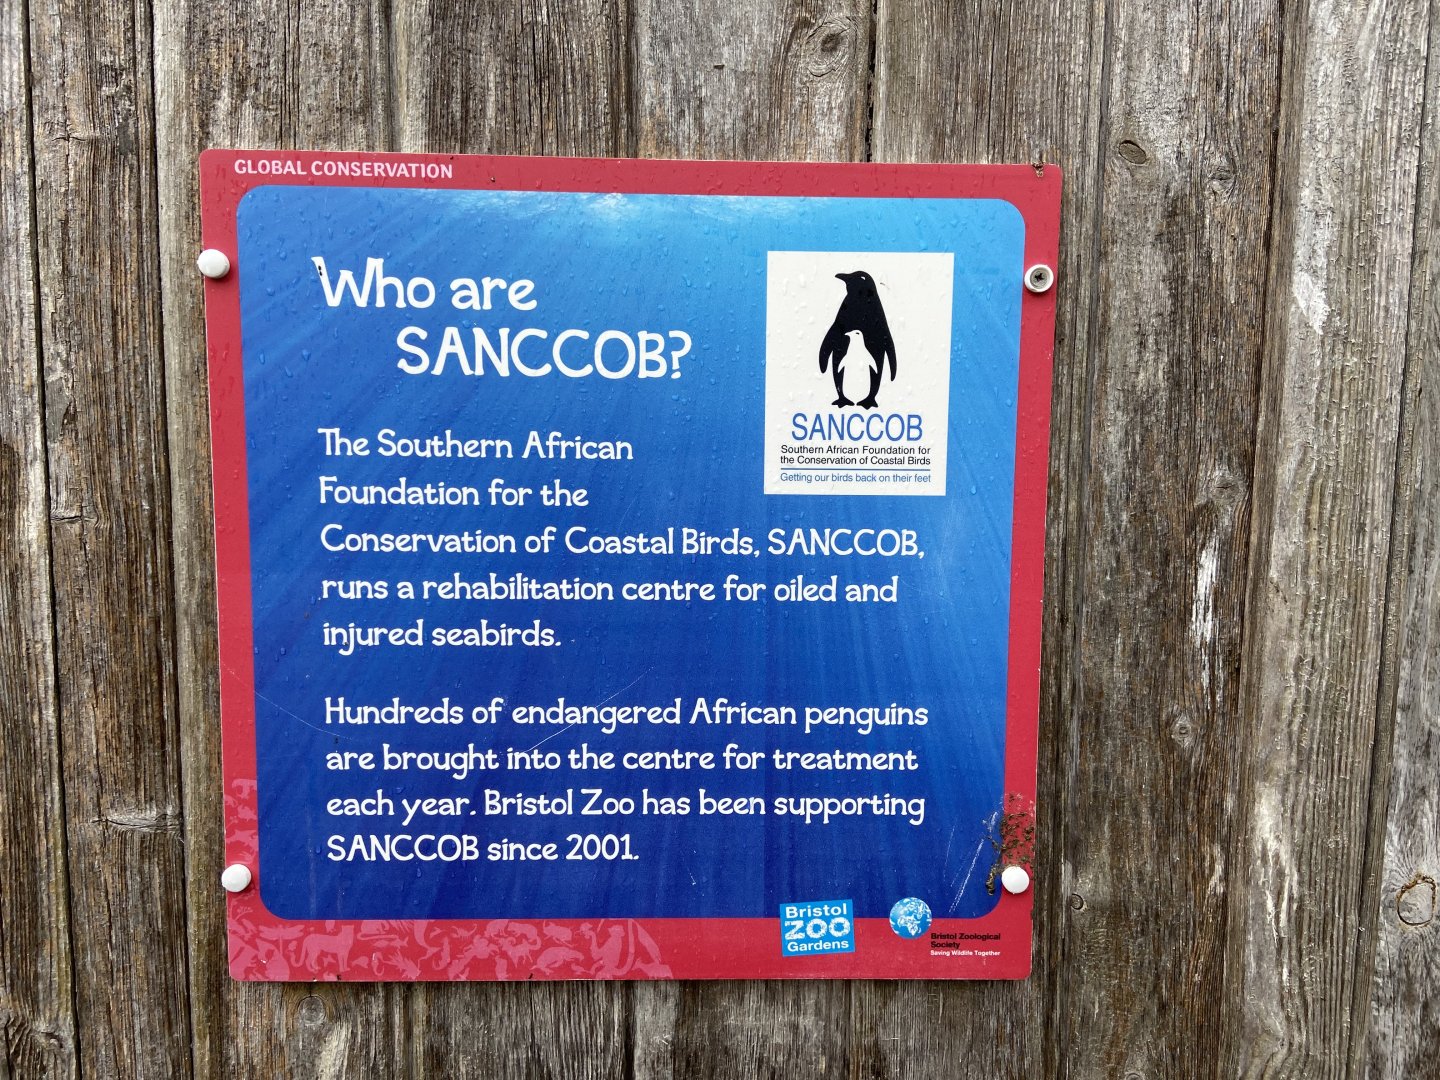 GLOBAL CONSERVATION
Who are
SANCCOB?
SANCCOB
Southern African Foundation for
the Conservation of Coastal Birds
Getting our birds back on their feet
The Southern African
Foundation for the
Conservation of Coastal Birds, SANCCOB,
runs a rehabilitation centre for oiled and
injured seabirds.
Hundreds of endangered African penguins
are brought into the centre for treatment
each year. Bristol Zoo has been supporting
SANCCOB since 2001.
Bristol
ZOO
Gardens
Bristol Zoological
Society
Saving Wildlife Together